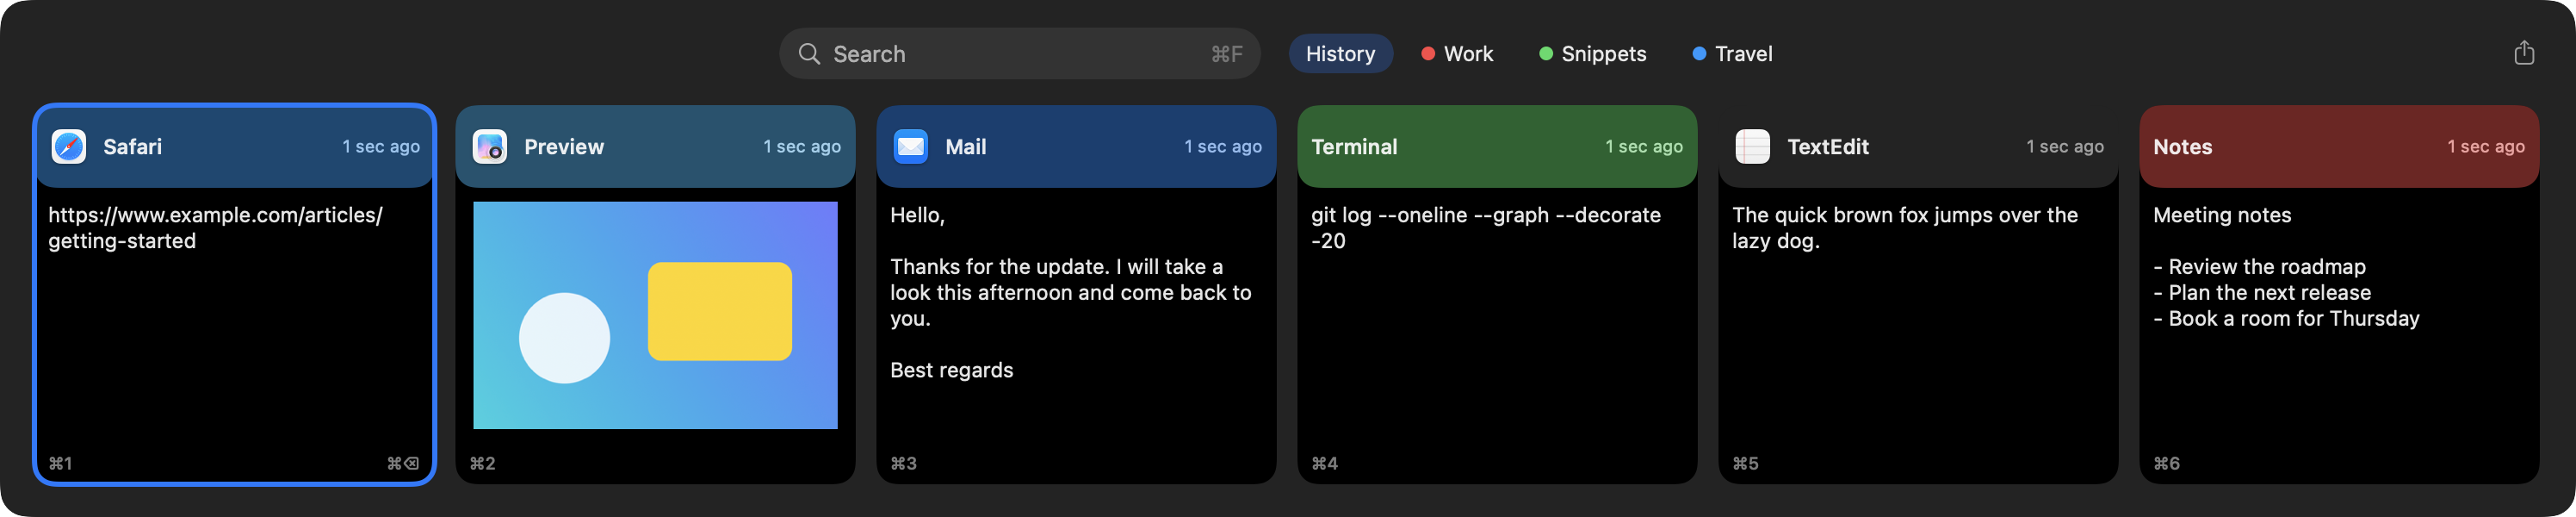 Search ⌘F History Work Snippets Travel
Safari 1 sec ago
https://www.example.com/articles/
getting-started
⌘1 ⌘⌫
Preview 1 sec ago
⌘2
Mail 1 sec ago
Hello,
Thanks for the update. I will take a
look this afternoon and come back to
you.
Best regards
⌘3
Terminal 1 sec ago
git log --oneline --graph --decorate
-20
⌘4
TextEdit 1 sec ago
The quick brown fox jumps over the
lazy dog.
⌘5
Notes 1 sec ago
Meeting notes
- Review the roadmap
- Plan the next release
- Book a room for Thursday
⌘6